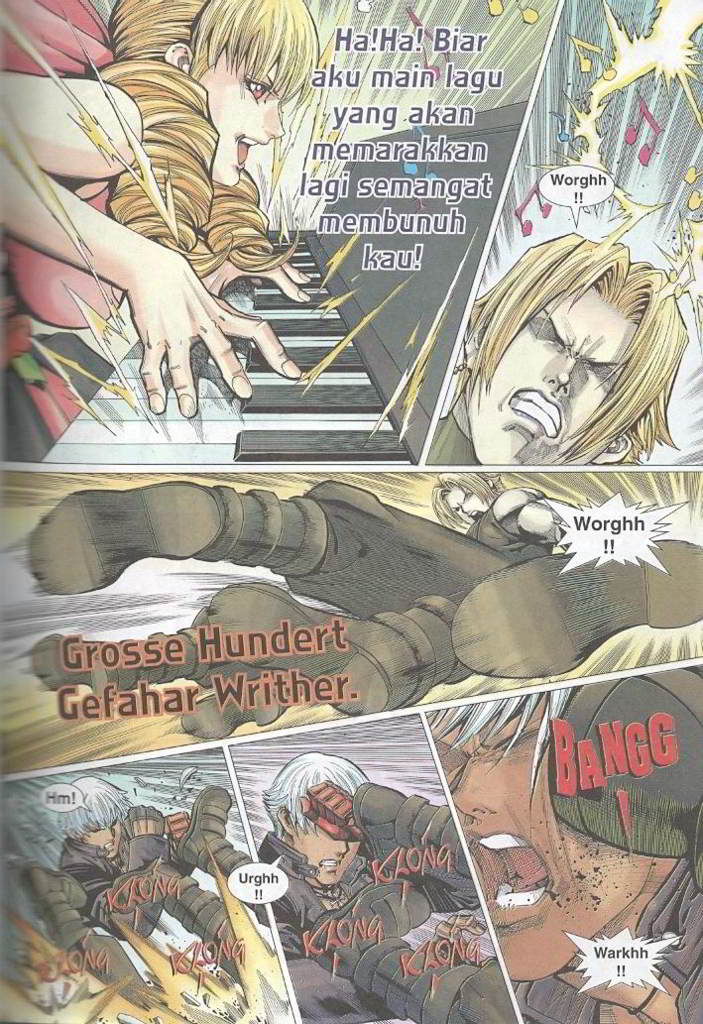 Ha!Ha! Biar
aku main lagu
yang akan
memarakkan
lagi semangat
membunuh
kau!
Worghh
!!
Worghh
!!
Grosse Hundert
Gefahar Writher.
Hm!
KLONG
!
KLONG
!
KLONG
!
Urghh
!!
KLONG
!
KLONG
!
KLONG
!
BANGG
!
Warkhh
!!